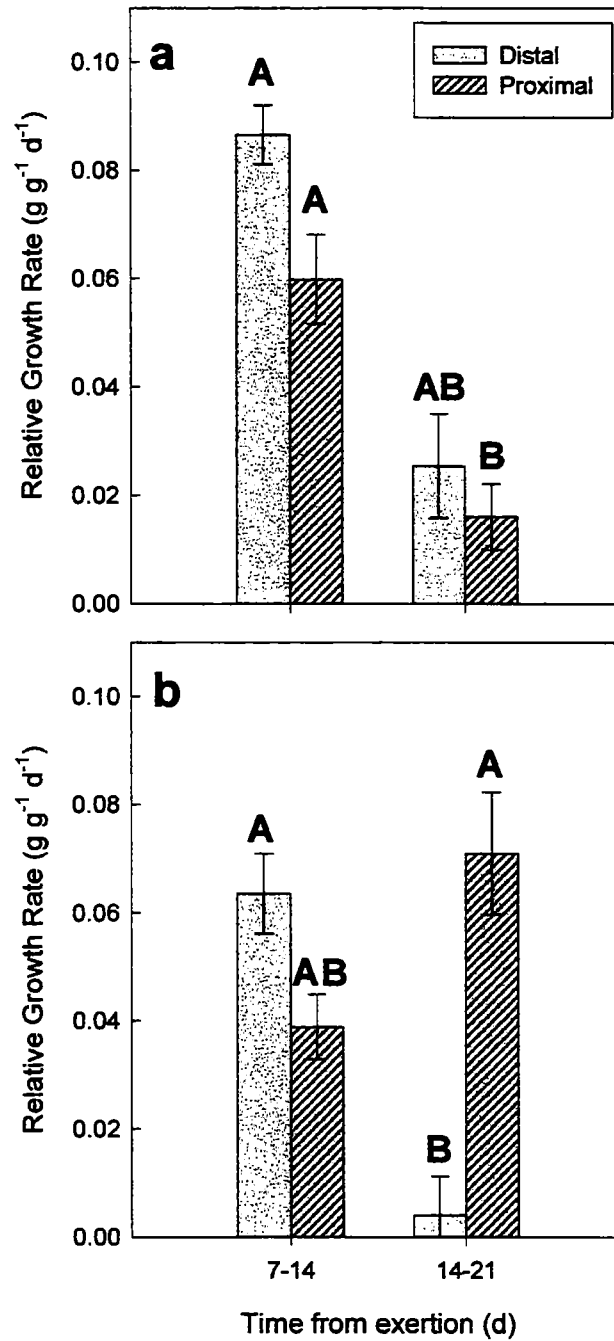 a
Distal
Proximal
Relative Growth Rate (g g⁻¹ d⁻¹)
0.10
0.08
0.06
0.04
0.02
0.00
A
A
AB
B
b
Relative Growth Rate (g g⁻¹ d⁻¹)
0.10
0.08
0.06
0.04
0.02
0.00
A
AB
B
A
7-14
14-21
Time from exertion (d)